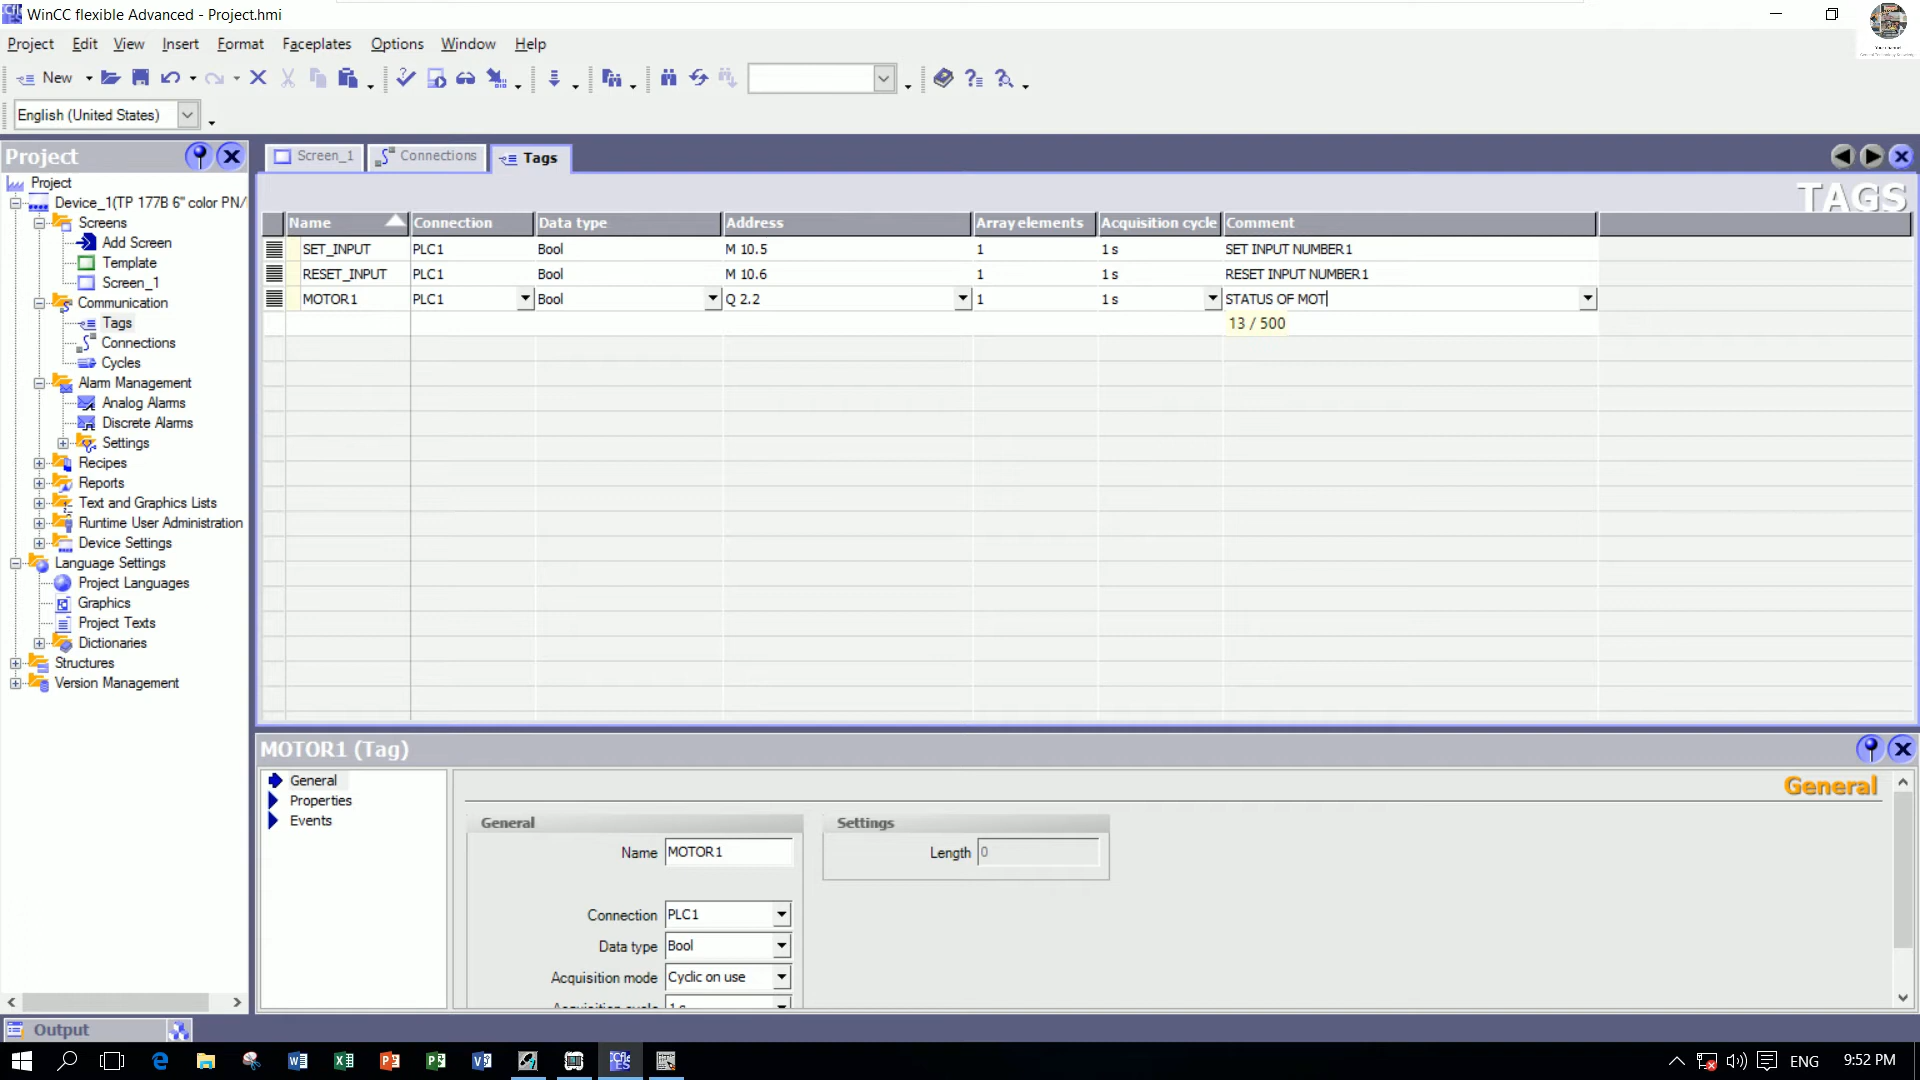 WinCC flexible Advanced - Project.hmi
Project Edit View Insert Format Faceplates Options Window Help
New
English (United States)
Project
Screen_1 Connections Tags
TAGS
Project
Device_1(TP 177B 6" color PN/
Screens
Add Screen
Template
Screen_1
Communication
Tags
Connections
Cycles
Alarm Management
Analog Alarms
Discrete Alarms
Settings
Recipes
Reports
Text and Graphics Lists
Runtime User Administration
Device Settings
Language Settings
Project Languages
Graphics
Project Texts
Dictionaries
Structures
Version Management
Name Connection Data type Address Array elements Acquisition cycle Comment
SET_INPUT PLC1 Bool M 10.5 1 1 s SET INPUT NUMBER1
RESET_INPUT PLC1 Bool M 10.6 1 1 s RESET INPUT NUMBER1
MOTOR1 PLC1 Bool Q 2.2 1 1 s STATUS OF MOT
13 / 500
MOTOR1 (Tag)
General
Properties
Events
General
General
Name MOTOR1
Connection PLC1
Data type Bool
Acquisition mode Cyclic on use
Settings
Length 0
Output
ENG 9:52 PM